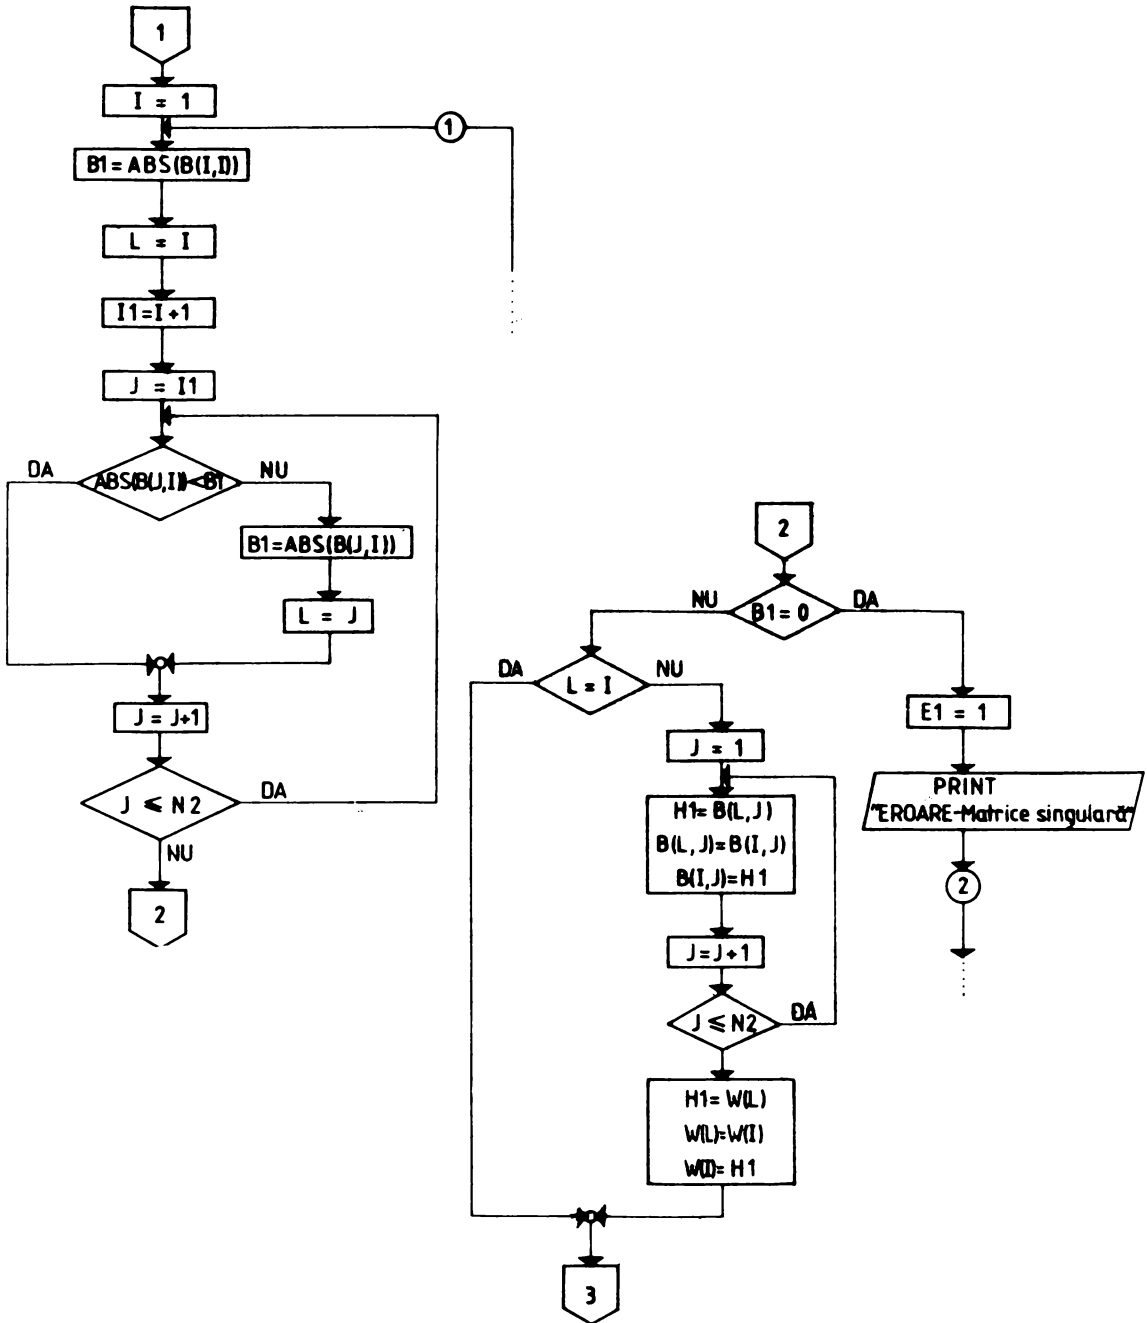 1
I = 1
1
B1=ABS(B(I,I))
L = I
I1=I+1
J = I1
DA
ABS(B(J,I))<B1
NU
B1=ABS(B(J,I))
L = J
J=J+1
J ≤ N2
DA
NU
2
2
NU
B1=0
DA
DA
L = I
NU
E1 = 1
J = 1
PRINT
"EROARE-Matrice singulară"
H1=B(L,J)
B(L,J)=B(I,J)
B(I,J)=H1
2
J=J+1
J ≤ N2
DA
H1=W(L)
W(L)=W(I)
W(I)=H1
3